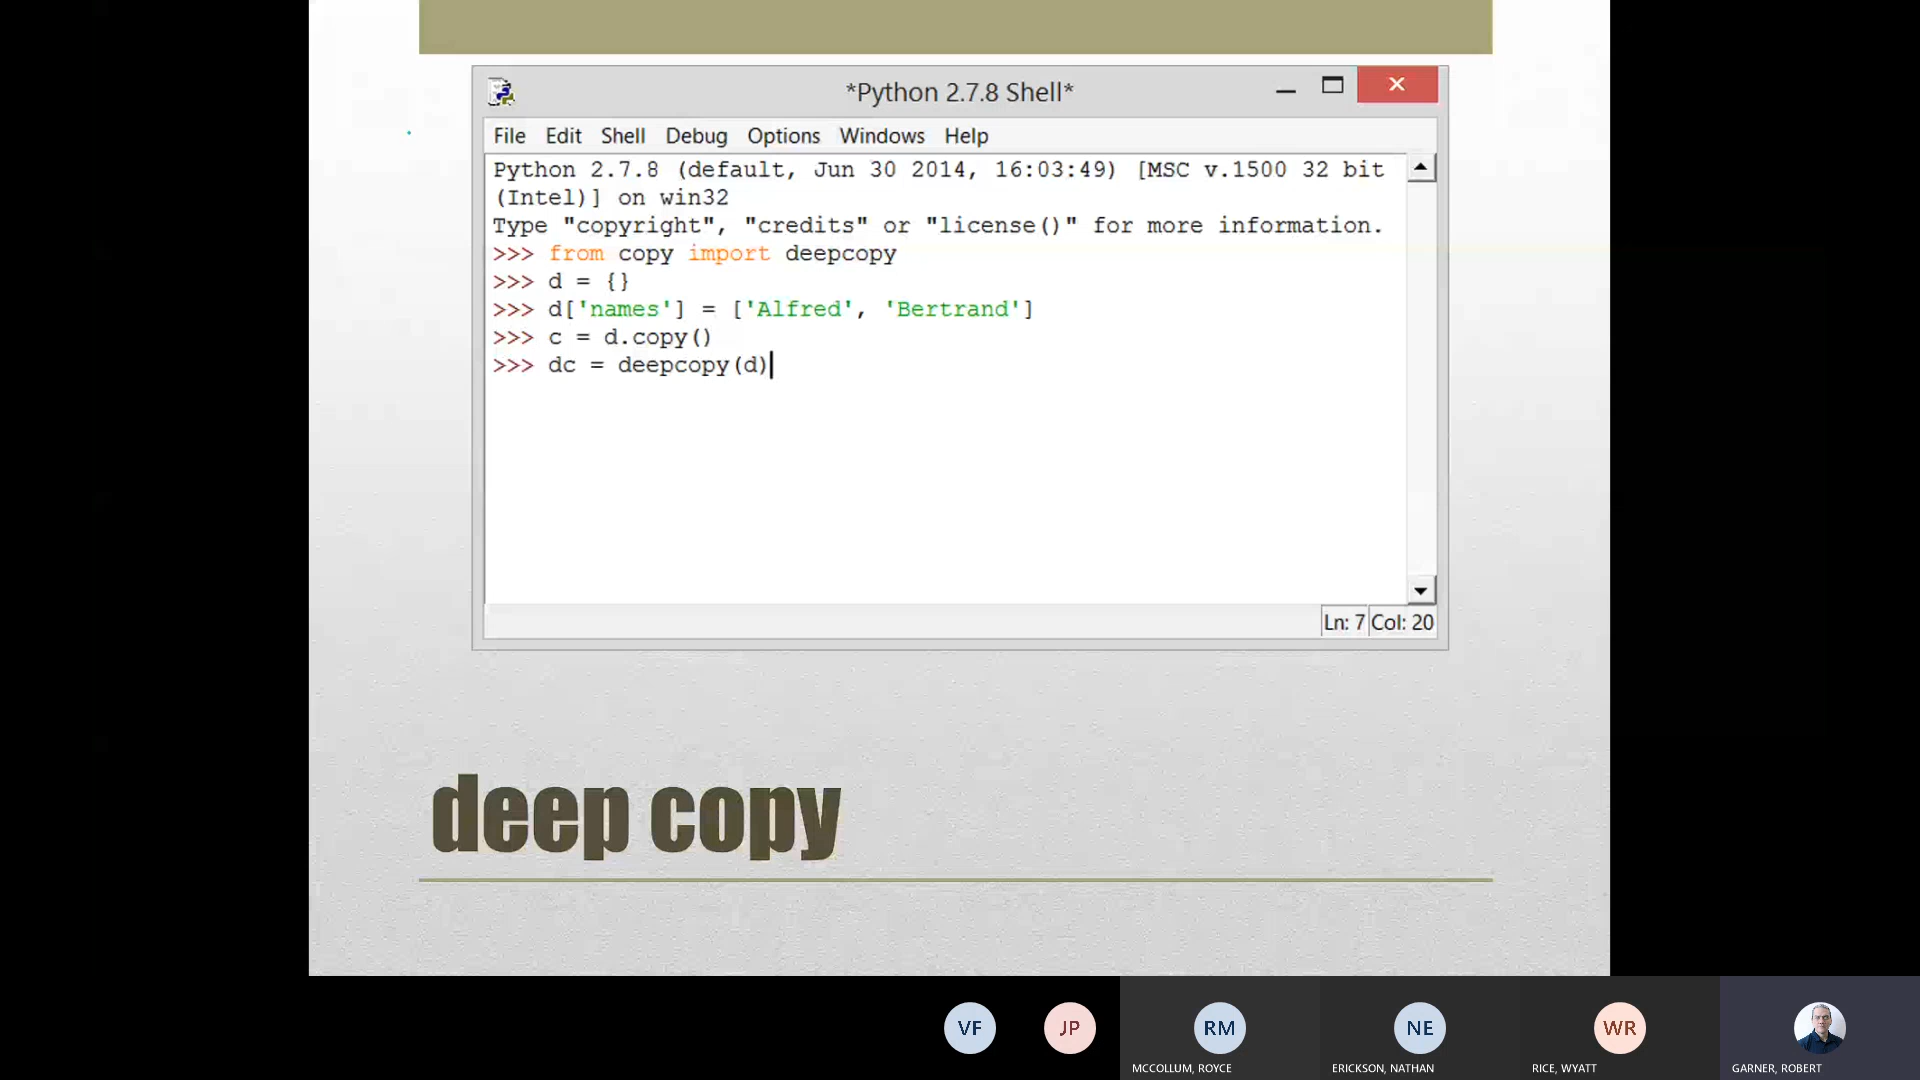 *Python 2.7.8 Shell*
File Edit Shell Debug Options Windows Help
Python 2.7.8 (default, Jun 30 2014, 16:03:49) [MSC v.1500 32 bit
(Intel)] on win32
Type "copyright", "credits" or "license()" for more information.
>>> from copy import deepcopy
>>> d = {}
>>> d['names'] = ['Alfred', 'Bertrand']
>>> c = d.copy()
>>> dc = deepcopy(d)
Ln: 7 Col: 20
deep copy
VF JP RM NE WR
MCCOLLUM, ROYCE ERICKSON, NATHAN RICE, WYATT GARNER, ROBERT